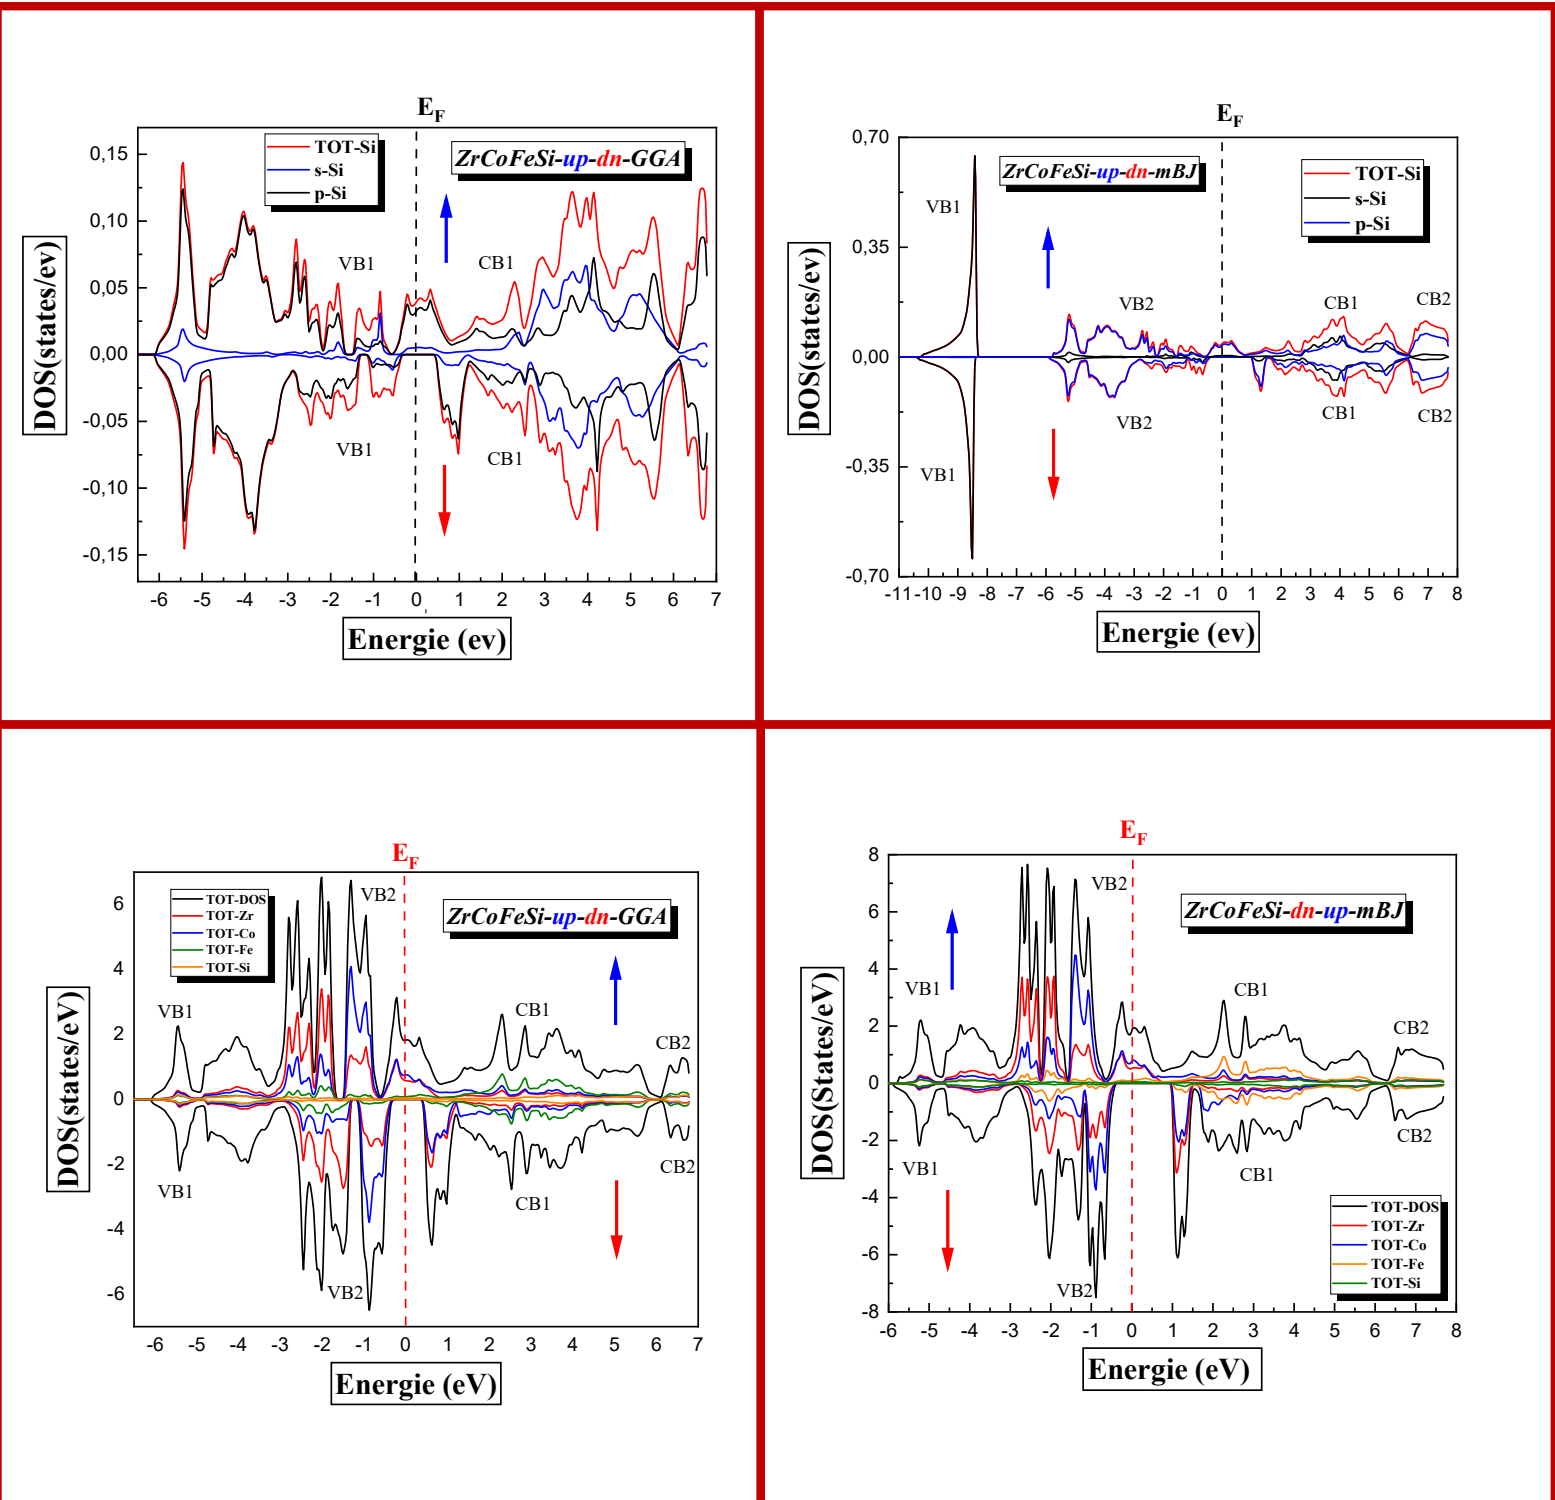 E_F
TOT-Si
s-Si
p-Si
ZrCoFeSi-up-dn-GGA
VB1
CB1
VB1
CB1
0,15
0,10
0,05
0,00
-0,05
-0,10
-0,15
DOS(states/ev)
-6 -5 -4 -3 -2 -1 0 1 2 3 4 5 6 7
Energie (ev)
E_F
ZrCoFeSi-up-dn-mBJ
TOT-Si
s-Si
p-Si
VB1
VB2
CB1
CB2
VB1
VB2
CB1
CB2
0,70
0,35
0,00
-0,35
-0,70
DOS(states/ev)
-11 -10 -9 -8 -7 -6 -5 -4 -3 -2 -1 0 1 2 3 4 5 6 7 8
Energie (ev)
E_F
TOT-DOS
TOT-Zr
TOT-Co
TOT-Fe
TOT-Si
VB2
ZrCoFeSi-up-dn-GGA
VB1
CB1
CB2
VB1
VB2
CB1
CB2
6
4
2
0
-2
-4
-6
DOS(states/eV)
-6 -5 -4 -3 -2 -1 0 1 2 3 4 5 6 7
Energie (eV)
E_F
VB2
ZrCoFeSi-dn-up-mBJ
VB1
CB1
CB2
VB1
VB2
CB1
CB2
TOT-DOS
TOT-Zr
TOT-Co
TOT-Fe
TOT-Si
8
6
4
2
0
-2
-4
-6
-8
DOS(States/eV)
-6 -5 -4 -3 -2 -1 0 1 2 3 4 5 6 7 8
Energie (eV)